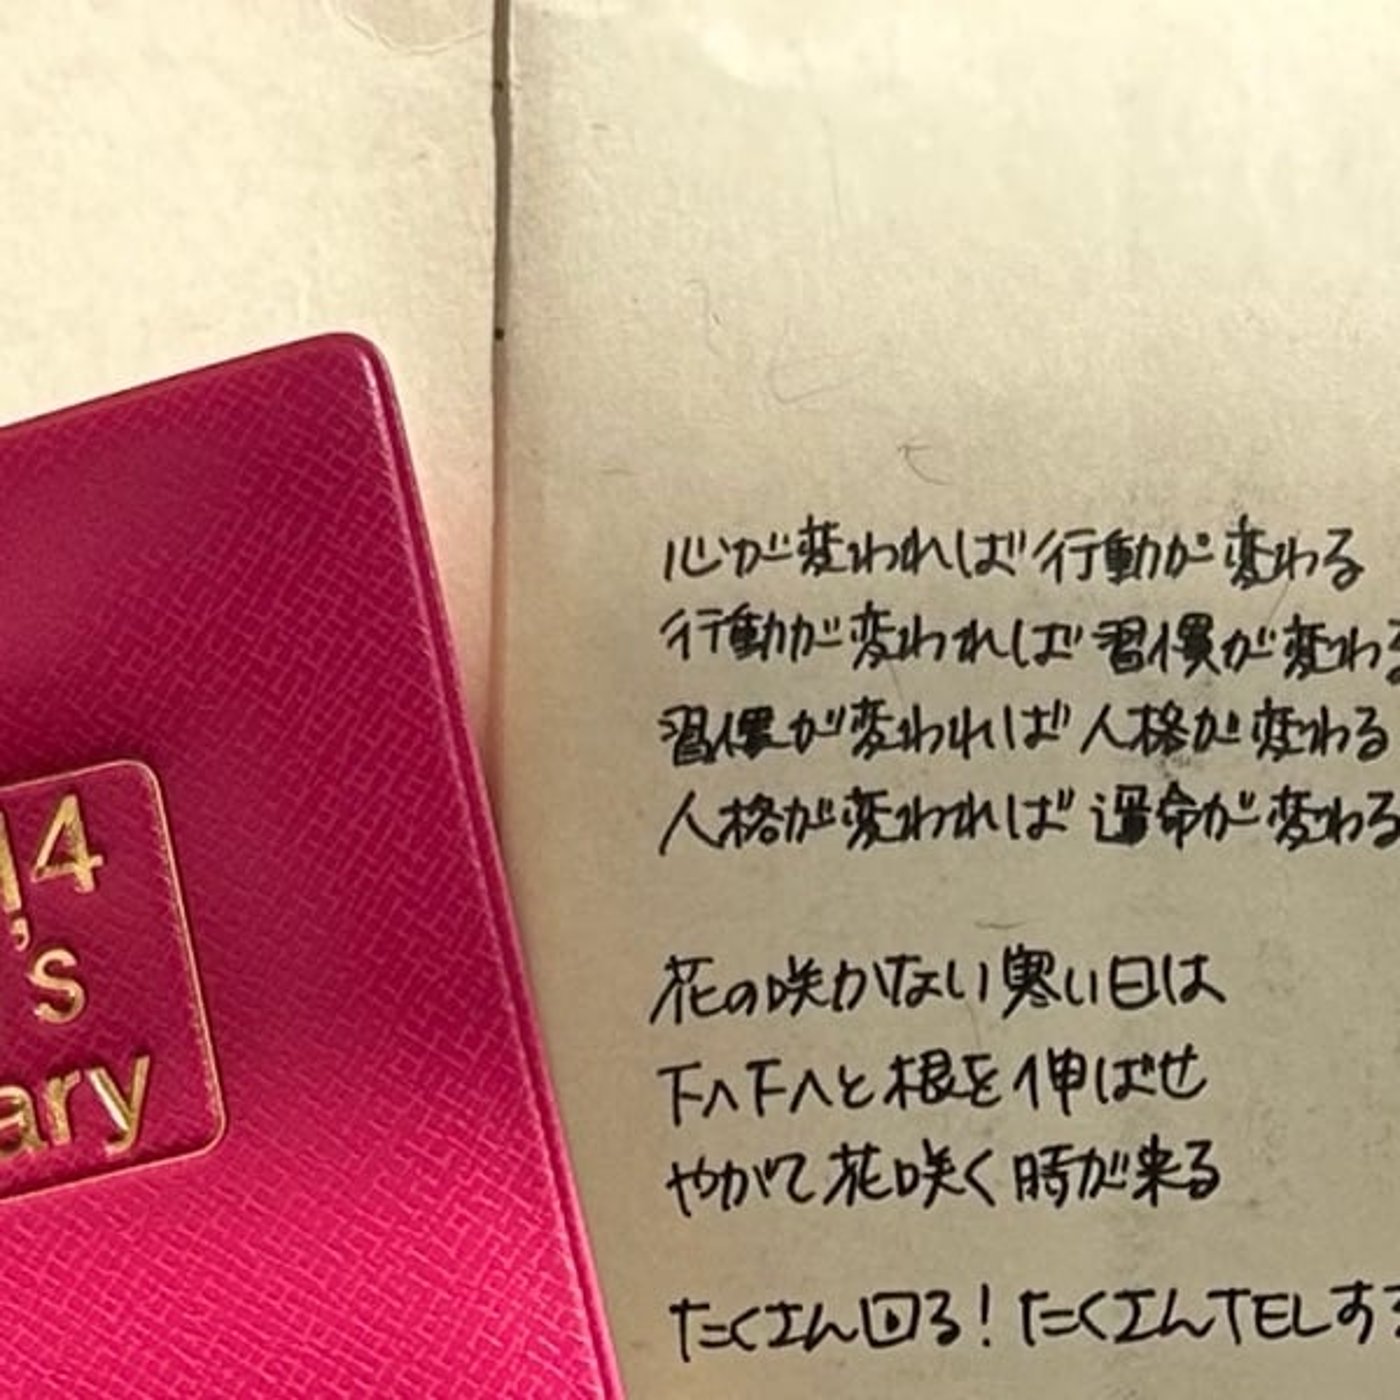 14
's
ary
心が変われば行動が変わる
行動が変われば習慣が変わる
習慣が変われば人格が変わる
人格が変われば運命が変わる
花の咲かない寒い日は
下へ下へと根を伸ばせ
やがて花咲く時が来る
たくさん回る!たくさんTELする